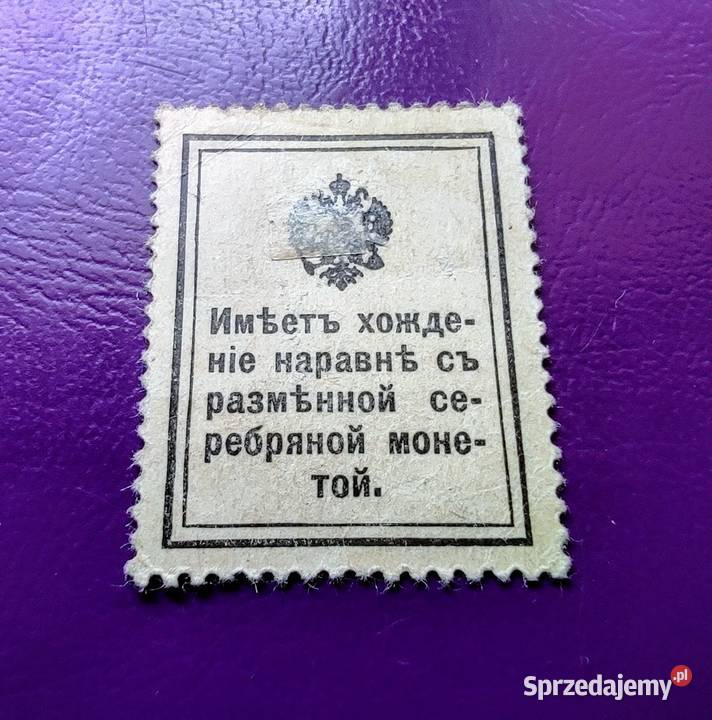 Имѣетъ хожде-
ніе наравнѣ съ
размѣнной се-
ребряной моне-
той.
Sprzedajemy.pl